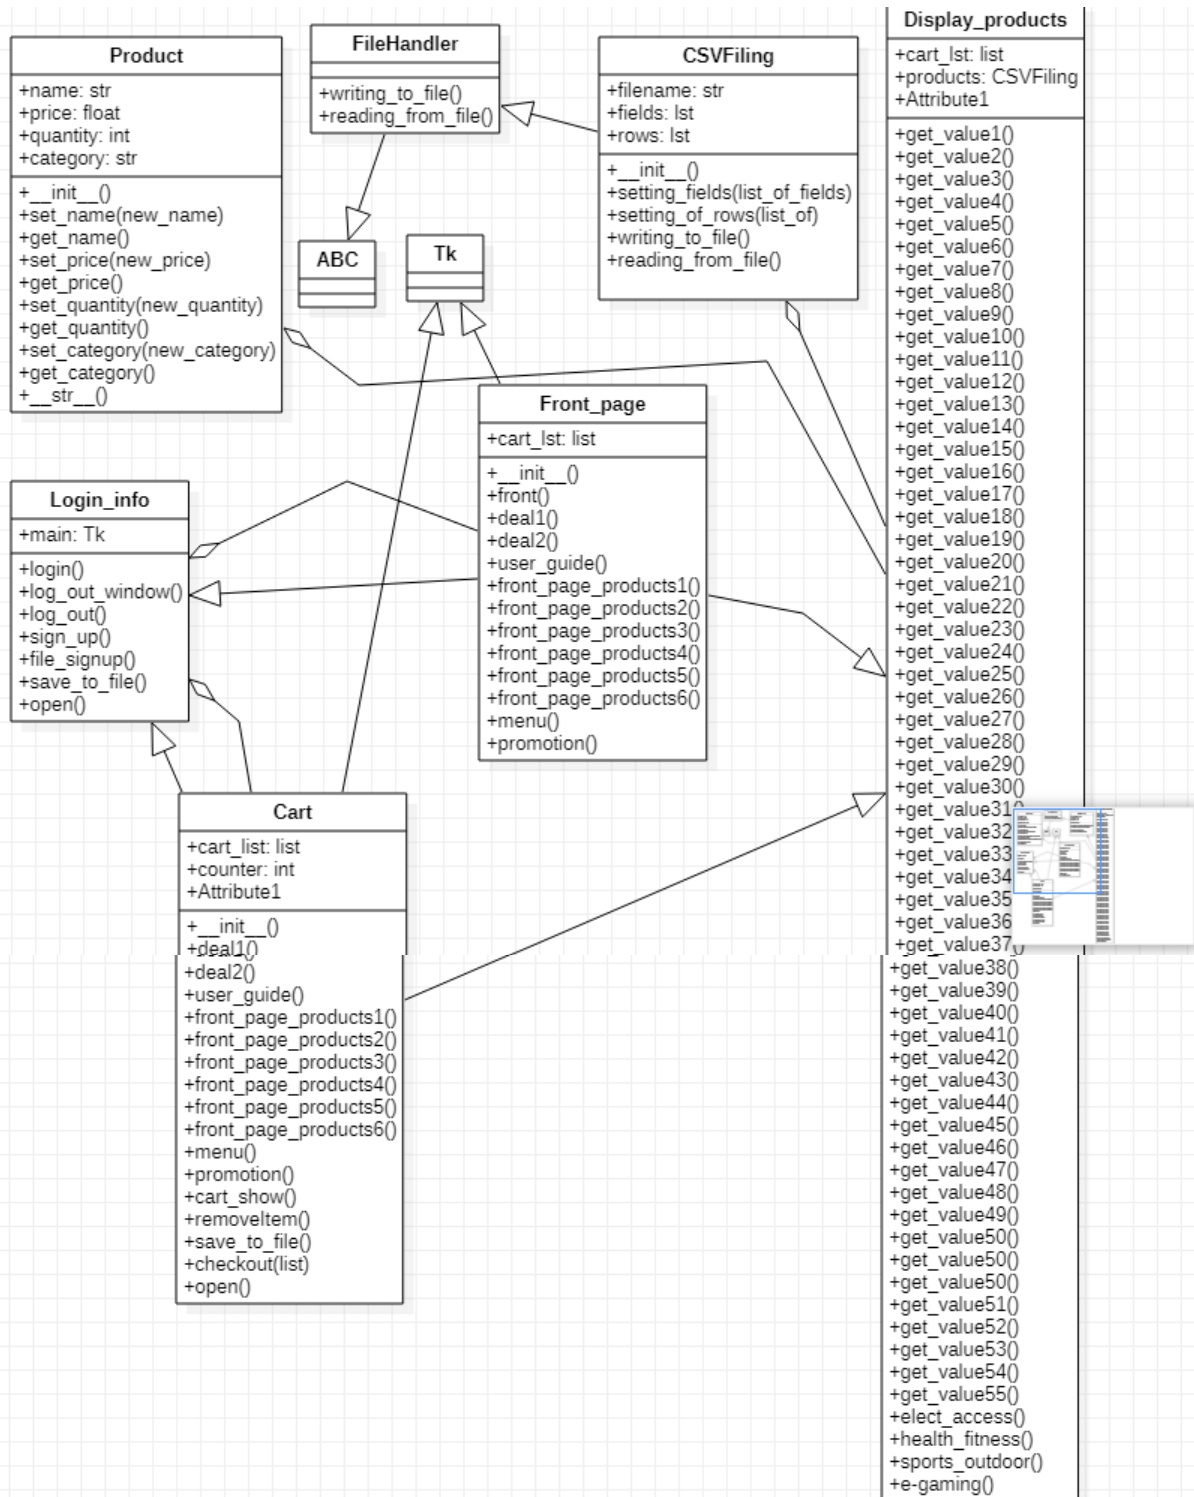 Product
+name: str
+price: float
+quantity: int
+category: str
+__init__()
+set_name(new_name)
+get_name()
+set_price(new_price)
+get_price()
+set_quantity(new_quantity)
+get_quantity()
+set_category(new_category)
+get_category()
+__str__()
FileHandler
+writing_to_file()
+reading_from_file()
CSVFiling
+filename: str
+fields: lst
+rows: lst
+__init__()
+setting_fields(list_of_fields)
+setting_of_rows(list_of)
+writing_to_file()
+reading_from_file()
ABC
Tk
Front_page
+cart_lst: list
+__init__()
+front()
+deal1()
+deal2()
+user_guide()
+front_page_products1()
+front_page_products2()
+front_page_products3()
+front_page_products4()
+front_page_products5()
+front_page_products6()
+menu()
+promotion()
Login_info
+main: Tk
+login()
+log_out_window()
+log_out()
+sign_up()
+file_signup()
+save_to_file()
+open()
Cart
+cart_list: list
+counter: int
+Attribute1
+__init__()
+deal1()
+deal2()
+user_guide()
+front_page_products1()
+front_page_products2()
+front_page_products3()
+front_page_products4()
+front_page_products5()
+front_page_products6()
+menu()
+promotion()
+cart_show()
+removeItem()
+save_to_file()
+checkout(list)
+open()
Display_products
+cart_lst: list
+products: CSVFiling
+Attribute1
+get_value1()
+get_value2()
+get_value3()
+get_value4()
+get_value5()
+get_value6()
+get_value7()
+get_value8()
+get_value9()
+get_value10()
+get_value11()
+get_value12()
+get_value13()
+get_value14()
+get_value15()
+get_value16()
+get_value17()
+get_value18()
+get_value19()
+get_value20()
+get_value21()
+get_value22()
+get_value23()
+get_value24()
+get_value25()
+get_value26()
+get_value27()
+get_value28()
+get_value29()
+get_value30()
+get_value31()
+get_value32
+get_value33
+get_value34
+get_value35
+get_value36
+get_value37()
+get_value38()
+get_value39()
+get_value40()
+get_value41()
+get_value42()
+get_value43()
+get_value44()
+get_value45()
+get_value46()
+get_value47()
+get_value48()
+get_value49()
+get_value50()
+get_value50()
+get_value50()
+get_value51()
+get_value52()
+get_value53()
+get_value54()
+get_value55()
+elect_access()
+health_fitness()
+sports_outdoor()
+e-gaming()